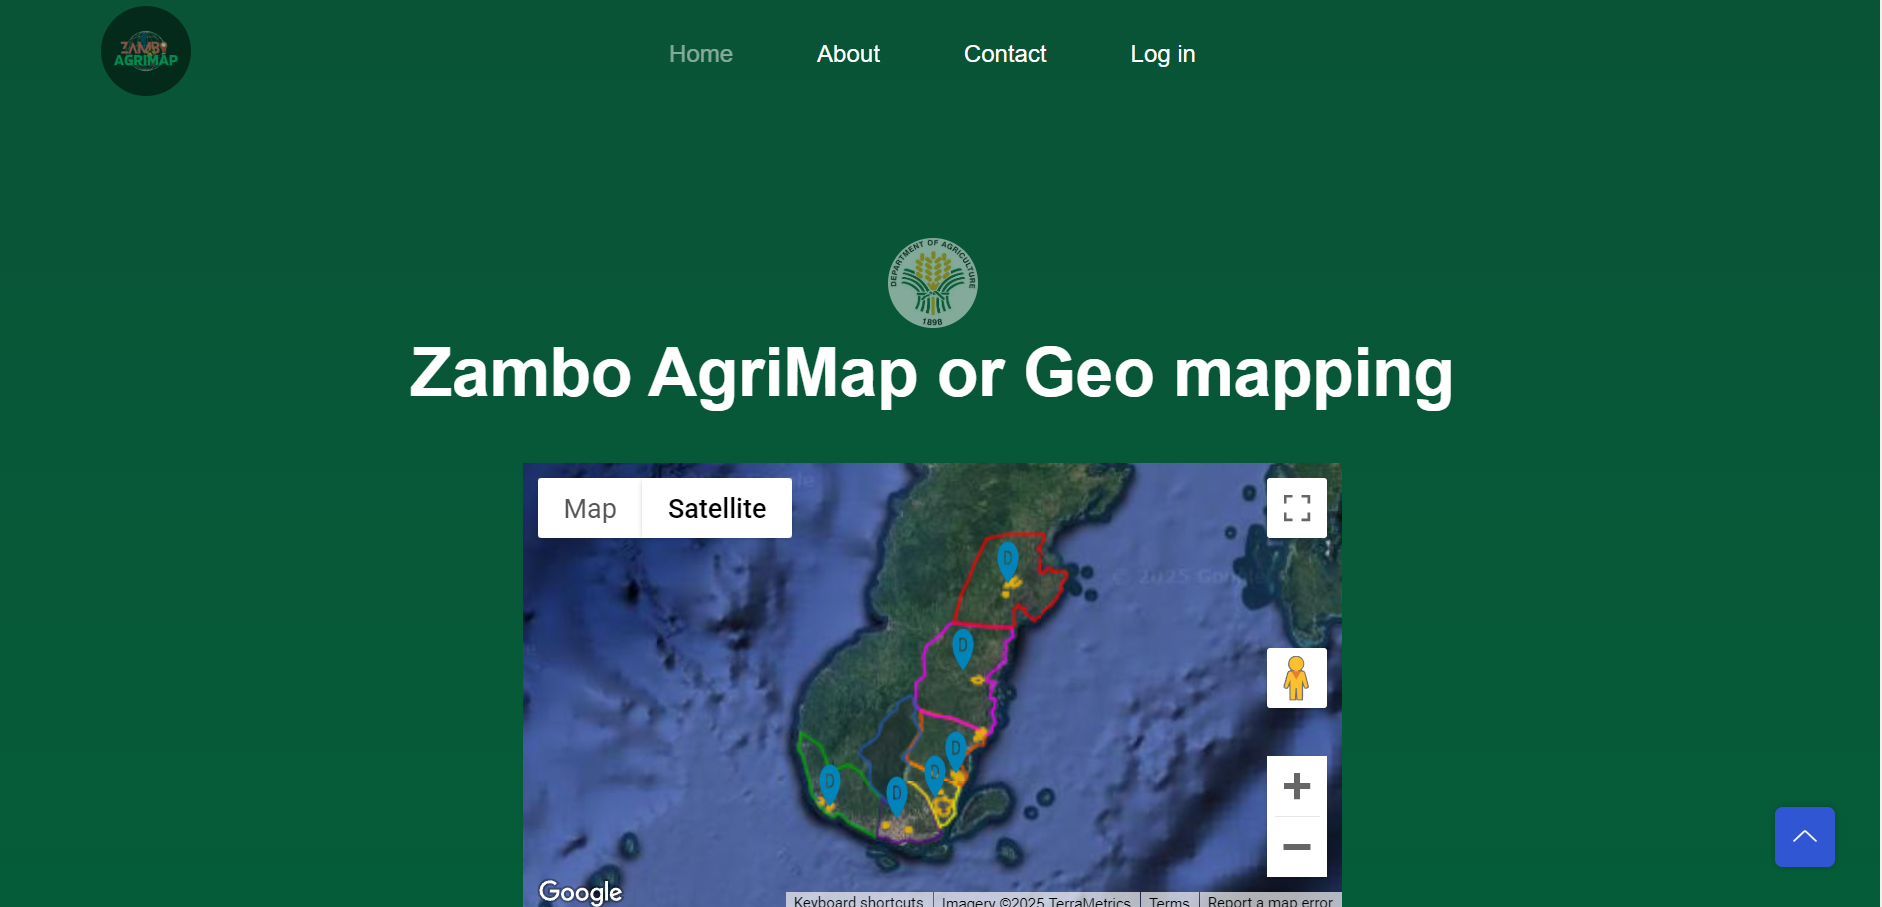 ZAMBO
AGRIMAP
Home
About
Contact
Log in
DEPARTMENT OF AGRICULTURE
1898
Zambo AgriMap or Geo mapping
Map
Satellite
© 2025 Google
D
D
D
D
D
D
Google
Keyboard shortcuts
Imagery ©2025 TerraMetrics
Terms
Report a map error